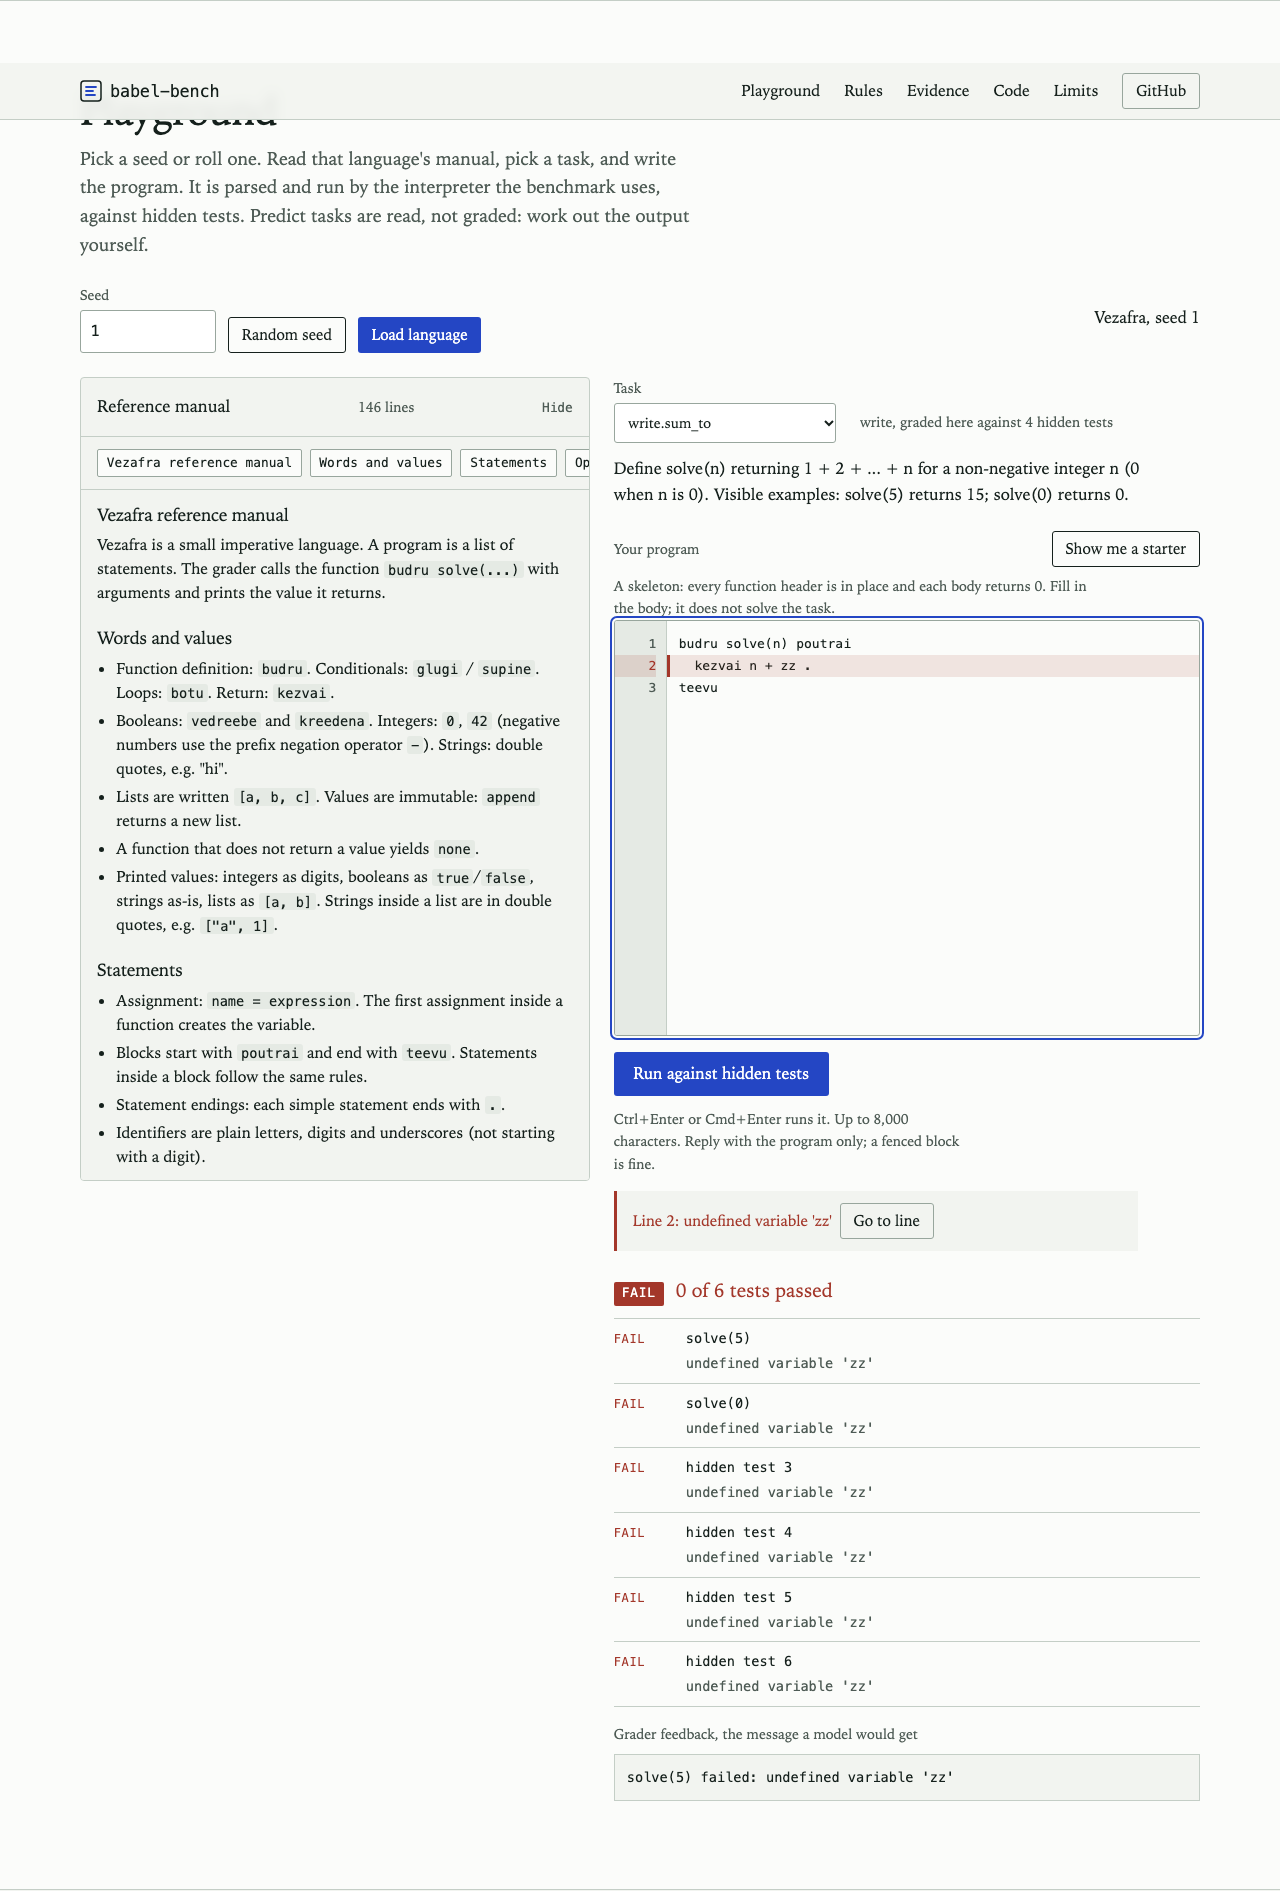 babel-bench
Playground Rules Evidence Code Limits GitHub
Playground
Pick a seed or roll one. Read that language's manual, pick a task, and write
the program. It is parsed and run by the interpreter the benchmark uses,
against hidden tests. Predict tasks are read, not graded: work out the output
yourself.
Seed
1
Random seed
Load language
Vezafra, seed 1
Reference manual
146 lines
Hide
Vezafra reference manual
Words and values
Statements
Op
Vezafra reference manual
Vezafra is a small imperative language. A program is a list of
statements. The grader calls the function budru solve(...) with
arguments and prints the value it returns.
Words and values
• Function definition: budru. Conditionals: glugi / supine.
Loops: botu. Return: kezvai.
• Booleans: vedreebe and kreedena. Integers: 0, 42 (negative
numbers use the prefix negation operator -). Strings: double
quotes, e.g. "hi".
• Lists are written [a, b, c]. Values are immutable: append
returns a new list.
• A function that does not return a value yields none.
• Printed values: integers as digits, booleans as true/false,
strings as-is, lists as [a, b]. Strings inside a list are in double
quotes, e.g. ["a", 1].
Statements
• Assignment: name = expression. The first assignment inside a
function creates the variable.
• Blocks start with poutrai and end with teevu. Statements
inside a block follow the same rules.
• Statement endings: each simple statement ends with ..
• Identifiers are plain letters, digits and underscores (not starting
with a digit).
Task
write.sum_to
write, graded here against 4 hidden tests
Define solve(n) returning 1 + 2 + ... + n for a non-negative integer n (0
when n is 0). Visible examples: solve(5) returns 15; solve(0) returns 0.
Your program
Show me a starter
A skeleton: every function header is in place and each body returns 0. Fill in
the body; it does not solve the task.
1 budru solve(n) poutrai
2 kezvai n + zz .
3 teevu
Run against hidden tests
Ctrl+Enter or Cmd+Enter runs it. Up to 8,000
characters. Reply with the program only; a fenced block
is fine.
Line 2: undefined variable 'zz' Go to line
FAIL 0 of 6 tests passed
FAIL solve(5)
undefined variable 'zz'
FAIL solve(0)
undefined variable 'zz'
FAIL hidden test 3
undefined variable 'zz'
FAIL hidden test 4
undefined variable 'zz'
FAIL hidden test 5
undefined variable 'zz'
FAIL hidden test 6
undefined variable 'zz'
Grader feedback, the message a model would get
solve(5) failed: undefined variable 'zz'